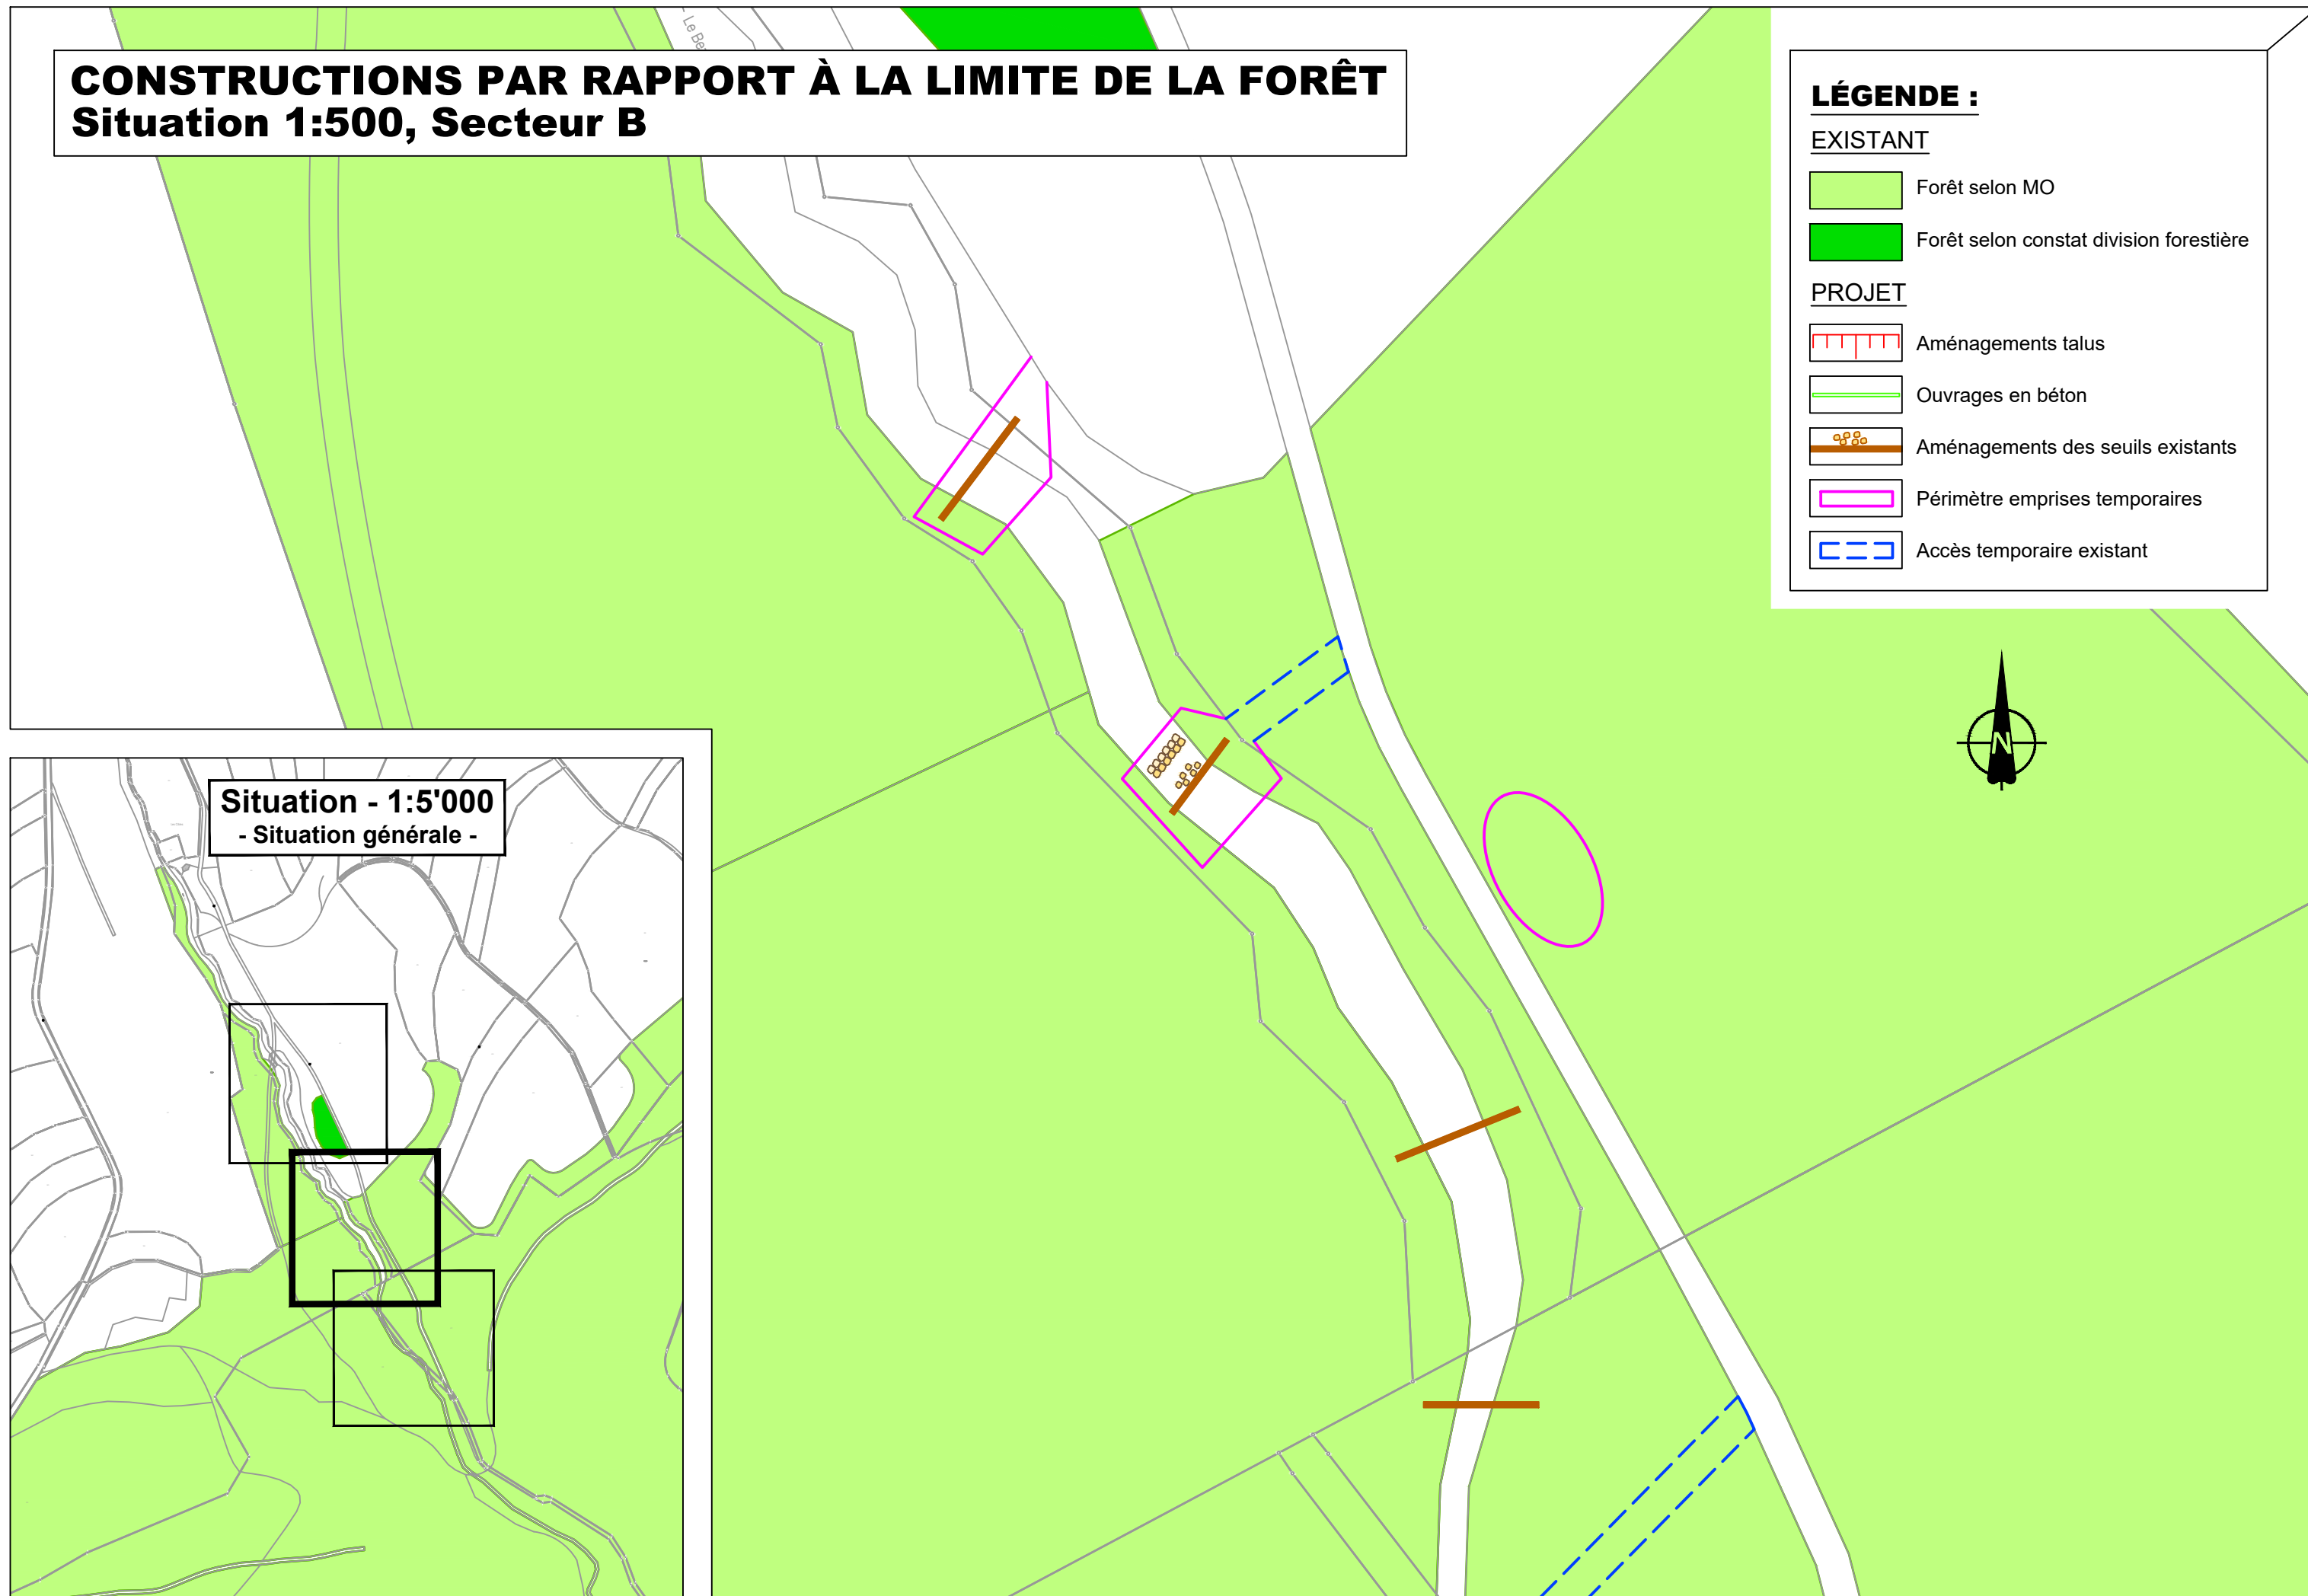 Le
CONSTRUCTIONS PAR RAPPORT À LA LIMITE DE LA FORÊT
Situation 1:500, Secteur B
LÉGENDE :
EXISTANT
Forêt selon MO
Forêt selon constat division forestière
PROJET
Aménagements talus
Ouvrages en béton
Aménagements des seuils existants
Périmètre emprises temporaires
Accès temporaire existant
N
Situation - 1:5'000
- Situation générale -